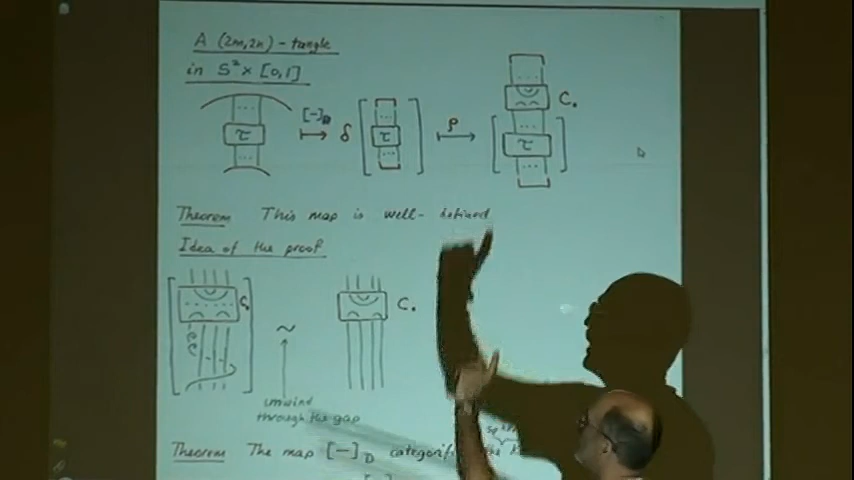 A (2m,2n) - tangle
in S² × [0,1]
τ
[-]_D
δ
τ
ρ
C.
τ
Theorem This map is well-defined
Idea of the proof
C.
~
C.
unwind
through the gap
Theorem The map [-]_D categorif